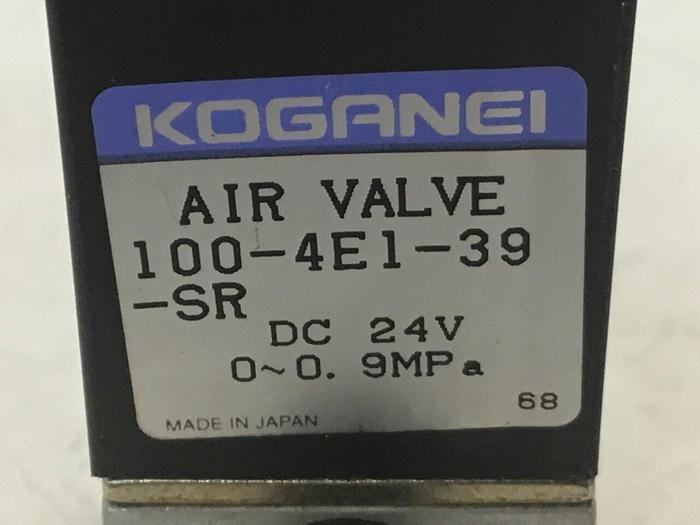 KOGANEI
AIR VALVE
100-4E1-39
-SR
DC 24V
0~0.9MPa
68
MADE IN JAPAN